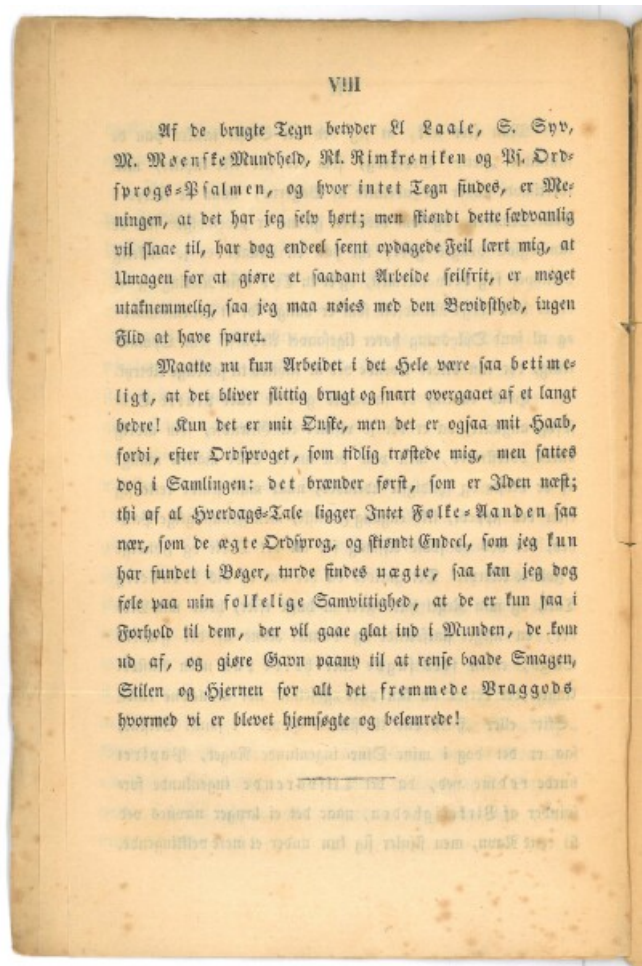 VIII
Af de brugte Tegn betyder Ll Laale, S. Syv,
M. Moenske Mundheld, Rk. Rimkrøniken og Ps. Ord-
sprogs-Psalmen, og hvor intet Tegn findes, er Me-
ningen, at det har jeg selv hørt; men skiøndt dette sædvanlig
vil slaae til, har dog endeel seent opdagede Feil lært mig, at
Umagen for at giøre et saadant Arbeide feilfrit, er meget
utaknemmelig, saa jeg maa nøies med den Bevidsthed, ingen
Flid at have sparet.
Maatte nu kun Arbeidet i det Hele være saa betime-
ligt, at det bliver flittig brugt og snart overgaaet af et langt
bedre! Kun det er mit Ønske, men det er ogsaa mit Haab,
fordi, efter Ordsproget, som tidlig trøstede mig, men fattes
dog i Samlingen: det brænder først, som er Ilden næst;
thi af al Hverdags-Tale ligger Intet Folke-Aanden saa
nær, som de ægte Ordsprog, og skiøndt Endeel, som jeg kun
har fundet i Bøger, turde findes uægte, saa kan jeg dog
føle paa min folkelige Samvittighed, at de er kun faa i
Forhold til dem, der vil gaae glat ind i Munden, de kom
ud af, og giøre Gavn paany til at rense baade Smagen,
Stilen og Hjernen for alt det fremmede Vraggods
hvormed vi er blevet hjemsøgte og belemrede!